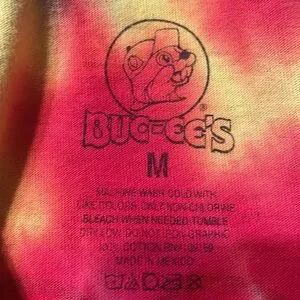 BUC-EE'S
®
M
MACHINE WASH COLD WITH
LIKE COLORS. ONLY NON-CHLORINE
BLEACH WHEN NEEDED. TUMBLE
DRY LOW. DO NOT IRON GRAPHIC
COTTON
MADE IN MEXICO